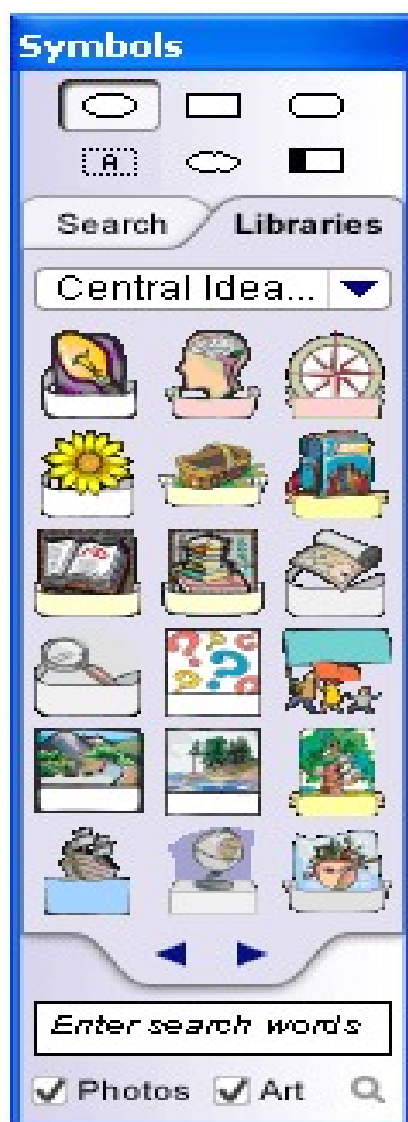 Symbols
A
Search Libraries
Central Idea...
Enter search words
Photos Art